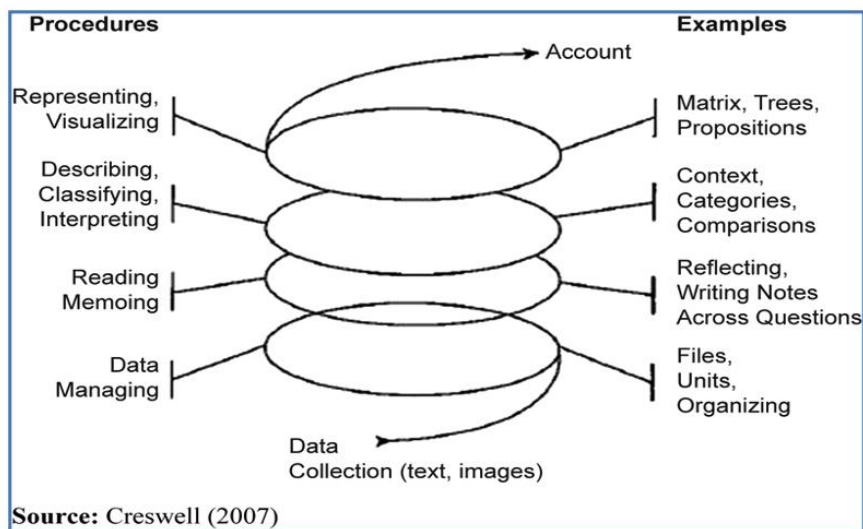 Procedures
Examples
Account
Representing,
Visualizing
Matrix, Trees,
Propositions
Describing,
Classifying,
Interpreting
Context,
Categories,
Comparisons
Reading
Memoing
Reflecting,
Writing Notes
Across Questions
Data
Managing
Files,
Units,
Organizing
Data
Collection (text, images)
Source: Creswell (2007)